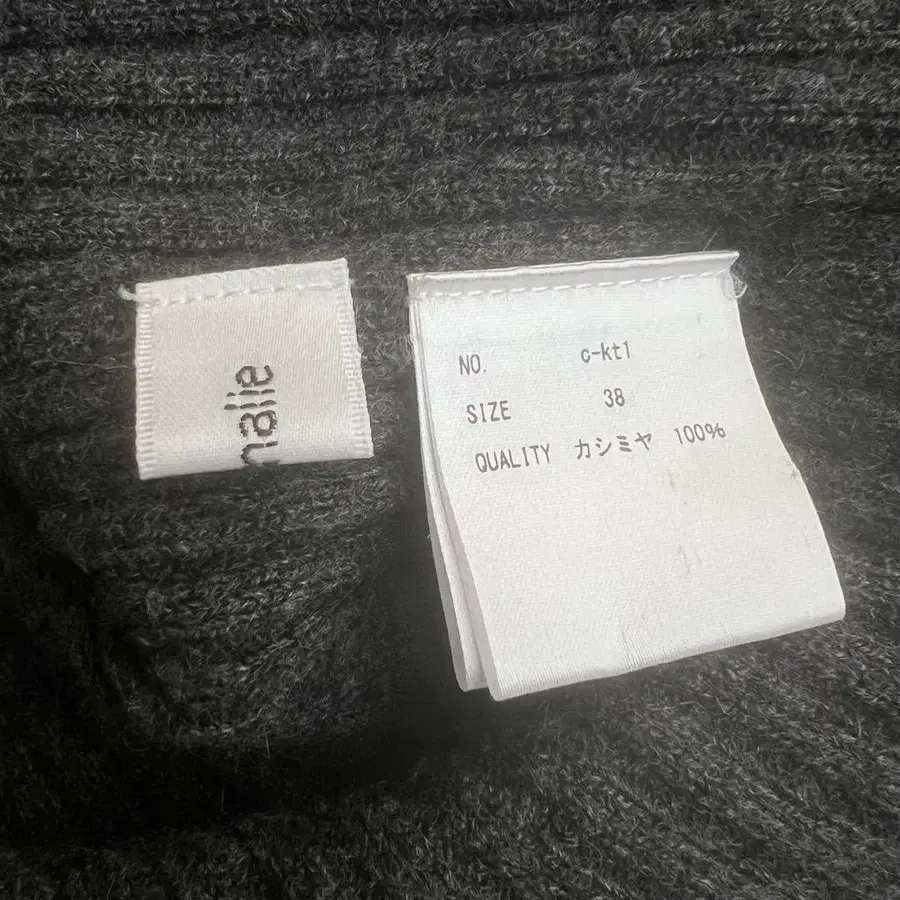 nalie
NO. c-kt1
SIZE 38
QUALITY カシミヤ 100%